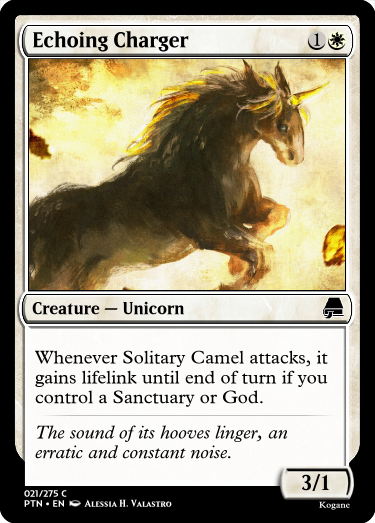 Echoing Charger 1
Creature — Unicorn
Whenever Solitary Camel attacks, it
gains lifelink until end of turn if you
control a Sanctuary or God.
The sound of its hooves linger, an
erratic and constant noise.
3/1
021/275 C
PTN • EN Alessia H. Valastro
Kogane